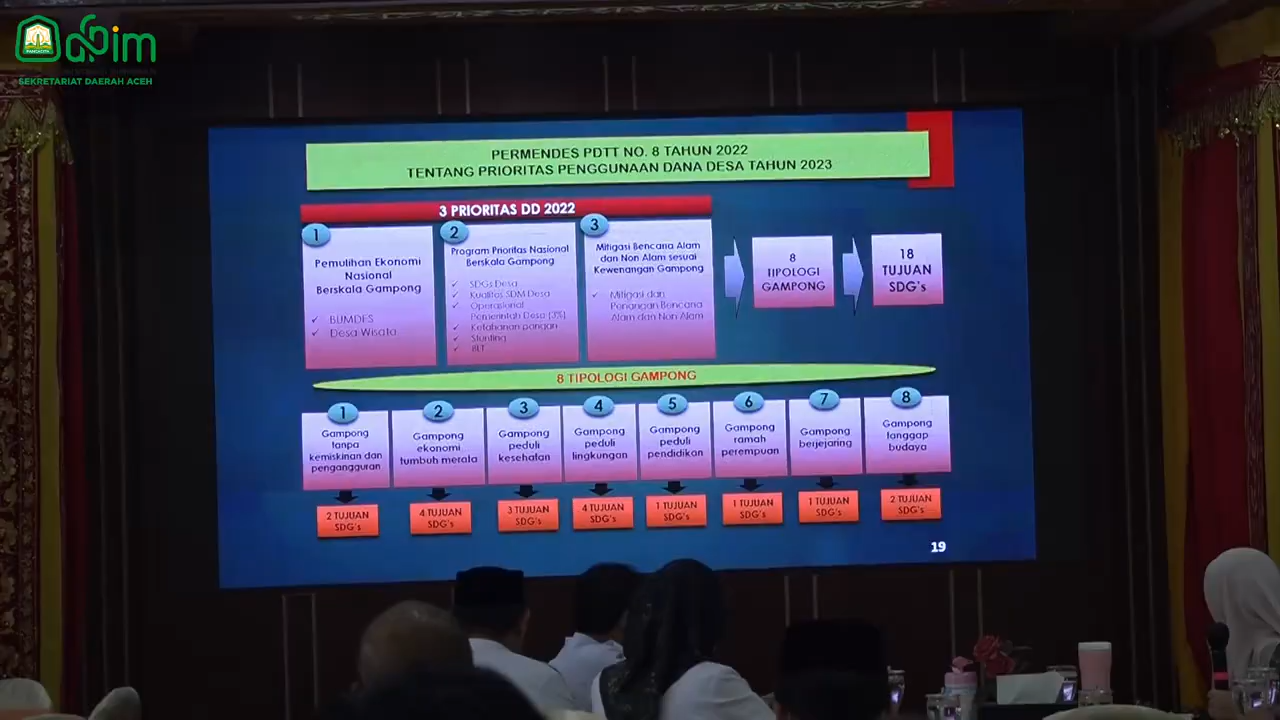 PANCACITA
adpim
SEKRETARIAT DAERAH ACEH
PERMENDES PDTT NO. 8 TAHUN 2022
TENTANG PRIORITAS PENGGUNAAN DANA DESA TAHUN 2023
3 PRIORITAS DD 2022
1
Pemulihan Ekonomi
Nasional
Berskala Gampong
✓ BUMDES
✓ Desa Wisata
2
Program Prioritas Nasional
Berskala Gampong
✓ SDGs Desa
✓ Kualitas SDM Desa
✓ Operasional
Pemerintah Desa (3%)
✓ Ketahanan pangan
✓ Stunting
✓ BLT
3
Mitigasi Bencana Alam
dan Non Alam sesuai
Kewenangan Gampong
✓ Mitigasi dan
Penangan Bencana
Alam dan Non Alam
8
TIPOLOGI
GAMPONG
18
TUJUAN
SDG's
8 TIPOLOGI GAMPONG
1
Gampong
tanpa
kemiskinan dan
pengangguran
2 TUJUAN
SDG's
2
Gampong
ekonomi
tumbuh merata
4 TUJUAN
SDG's
3
Gampong
peduli
kesehatan
3 TUJUAN
SDG's
4
Gampong
peduli
lingkungan
4 TUJUAN
SDG's
5
Gampong
peduli
pendidikan
1 TUJUAN
SDG's
6
Gampong
ramah
perempuan
1 TUJUAN
SDG's
7
Gampong
berjejaring
1 TUJUAN
SDG's
8
Gampong
tanggap
budaya
2 TUJUAN
SDG's
19